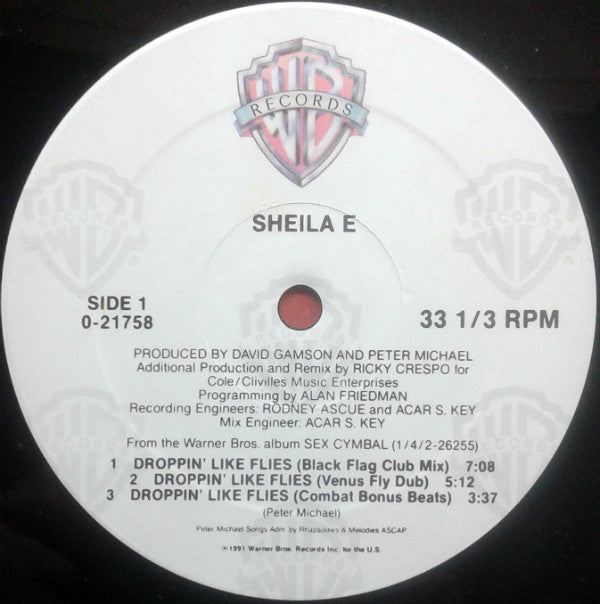 RECORDS
SHEILA E
SIDE 1
0-21758
33 1/3 RPM
PRODUCED BY DAVID GAMSON AND PETER MICHAEL
Additional Production and Remix by RICKY CRESPO for
Cole/Clivilles Music Enterprises
Programming by ALAN FRIEDMAN
Recording Engineers: RODNEY ASCUE and ACAR S. KEY
Mix Engineer: ACAR S. KEY
From the Warner Bros. album SEX CYMBAL (1/4/2-26255)
1 DROPPIN' LIKE FLIES (Black Flag Club Mix) 7:08
2 DROPPIN' LIKE FLIES (Venus Fly Dub) 5:12
3 DROPPIN' LIKE FLIES (Combat Bonus Beats) 3:37
(Peter Michael)
Peter Michael Songs Adm. by Rhapsodies & Melodies ASCAP
℗1991 Warner Bros. Records Inc. for the U.S.